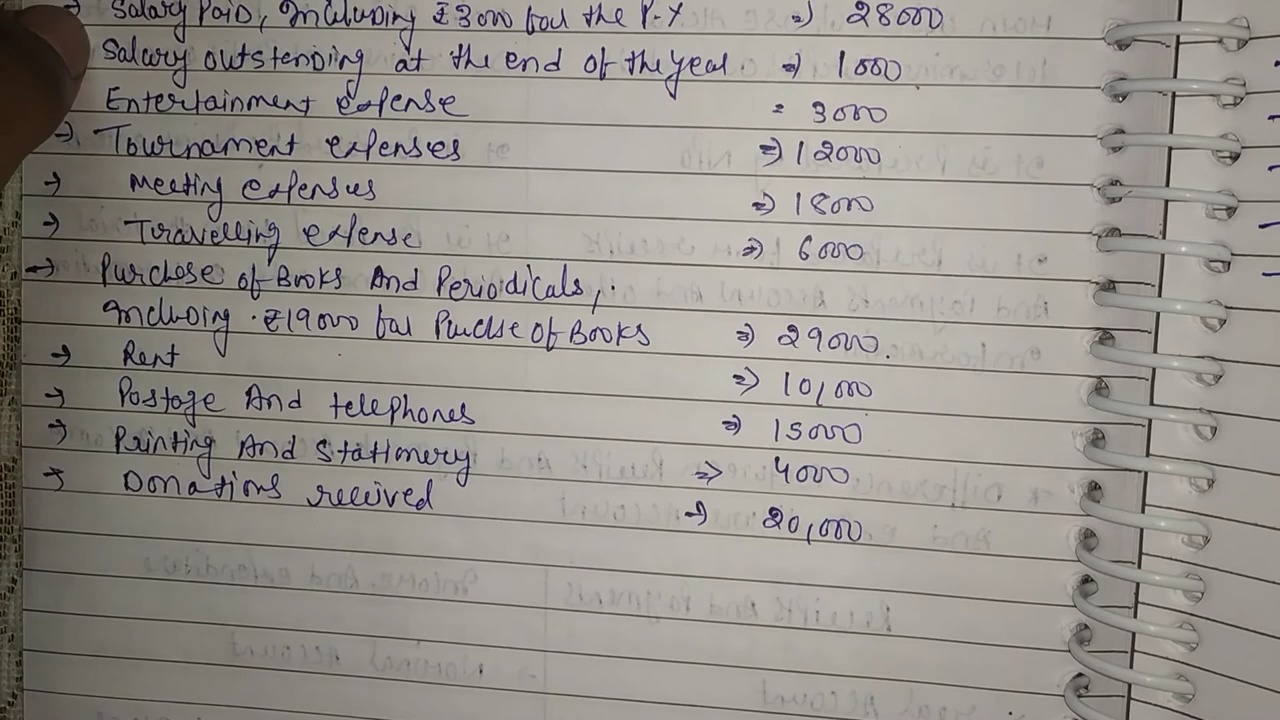 → Salary Paid, Including ₹3000 for the P.Y → 28000
Salary outstending at the end of the year → 1000
Entertainment expense = 3000
→ Tournament expenses → 12000
→ Meeting expenses → 1800
→ Travelling expense → 6000
→ Purchase of Books And Periodicals,
Including ₹19000 for Purchse of Books → 29000.
→ Rent → 10,000
→ Postage And telephones → 15000
→ Printing And Stationery → 4000
→ Donations received → 20,000